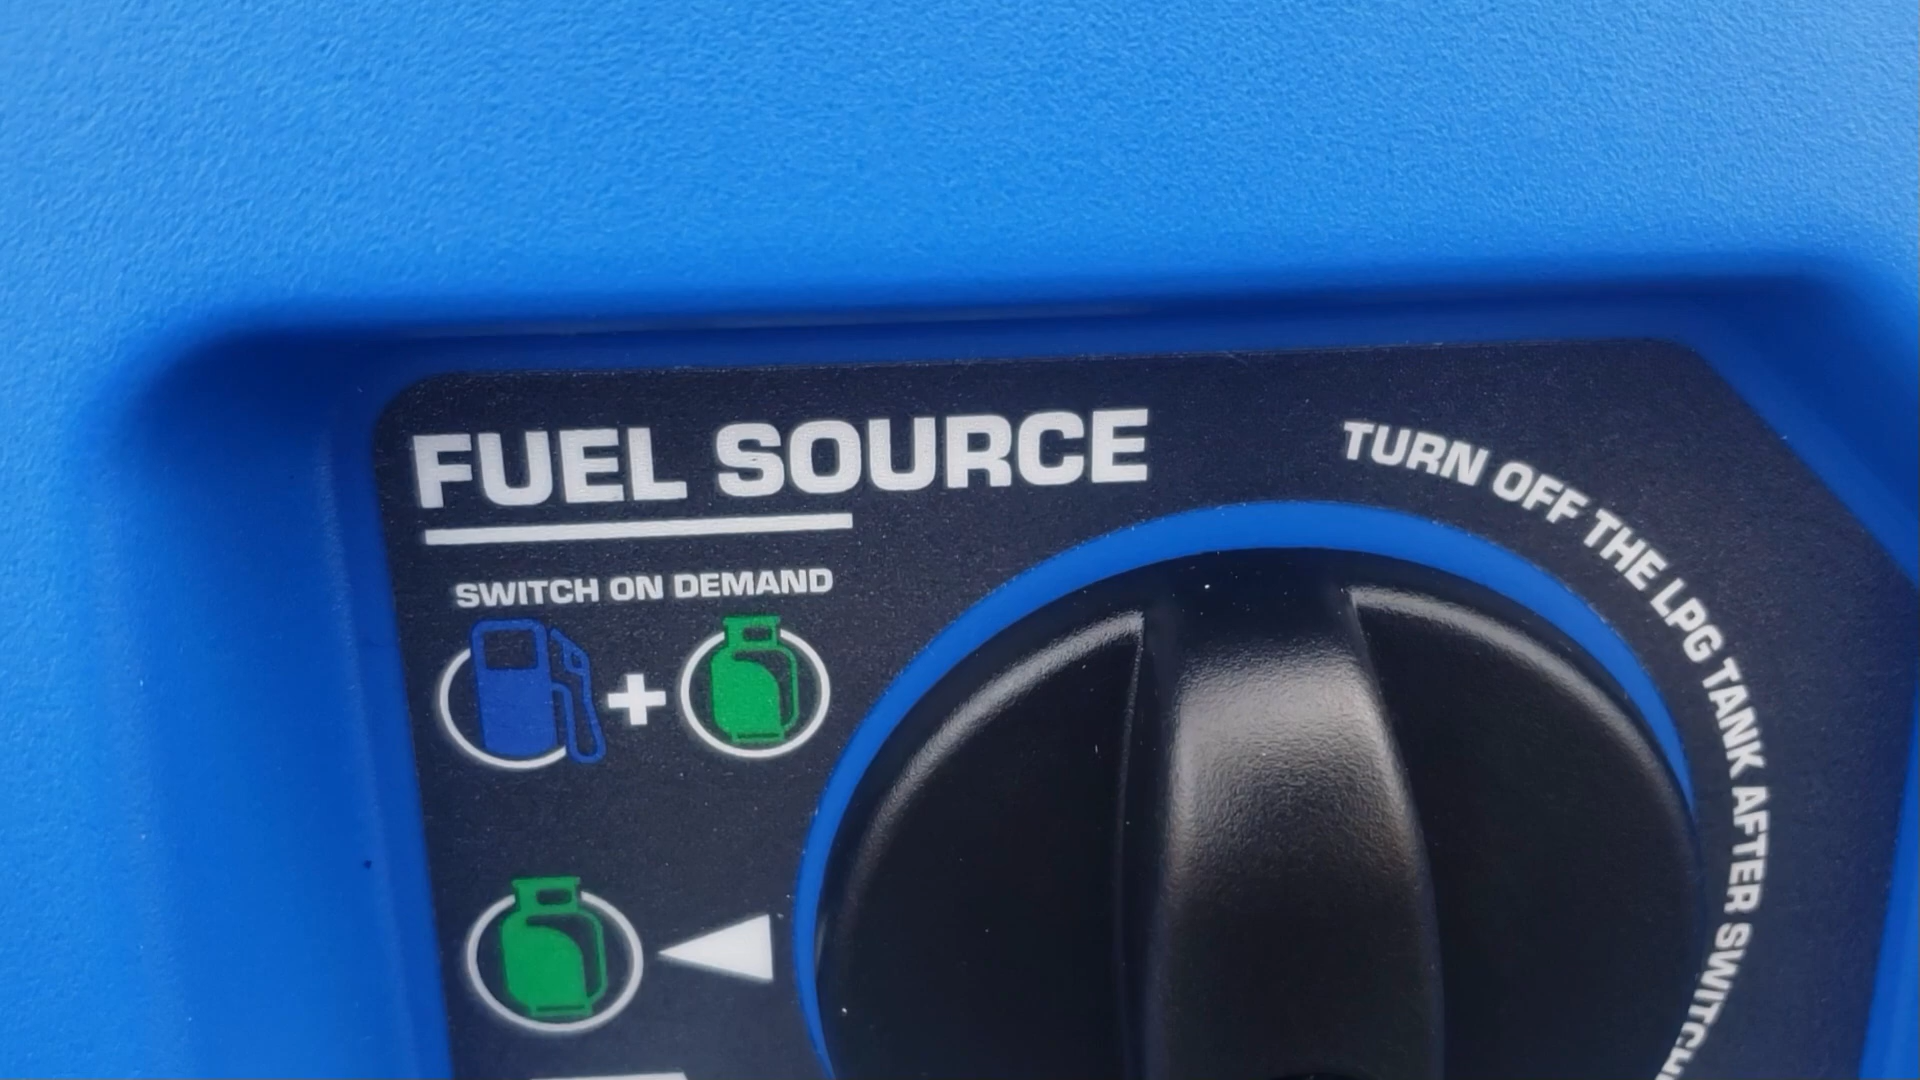 FUEL SOURCE
SWITCH ON DEMAND
TURN OFF THE LPG TANK AFTER